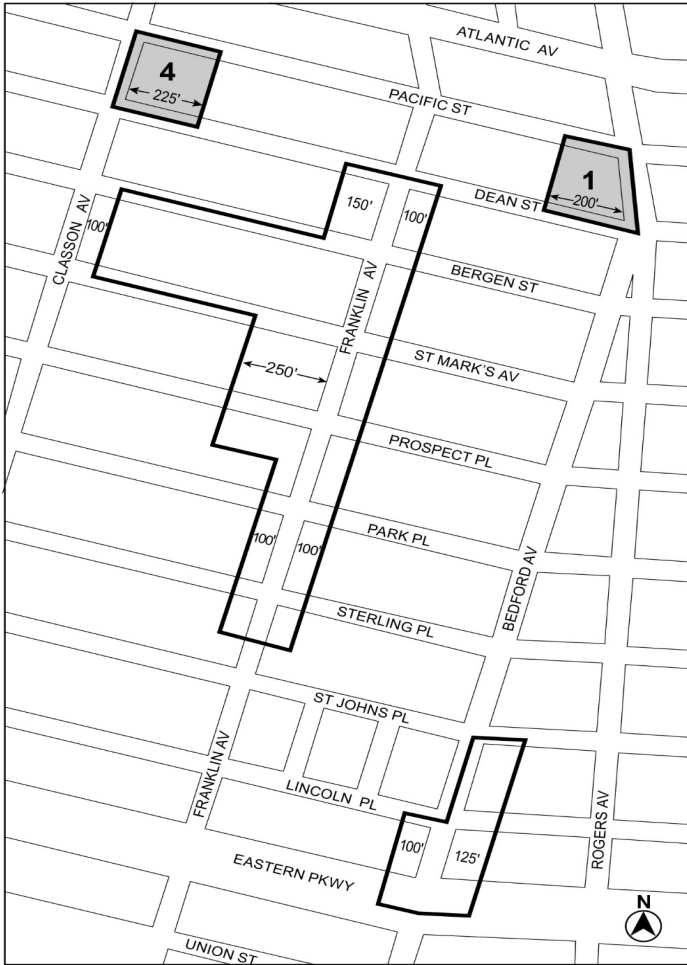 ATLANTIC AV
4
225'
PACIFIC ST
1
200'
DEAN ST
150'
100'
100'
CLASSON AV
BERGEN ST
FRANKLIN AV
250'
ST MARK'S AV
PROSPECT PL
PARK PL
100'
100'
BEDFORD AV
STERLING PL
ST JOHNS PL
FRANKLIN AV
LINCOLN PL
ROGERS AV
100'
125'
EASTERN PKWY
N
UNION ST